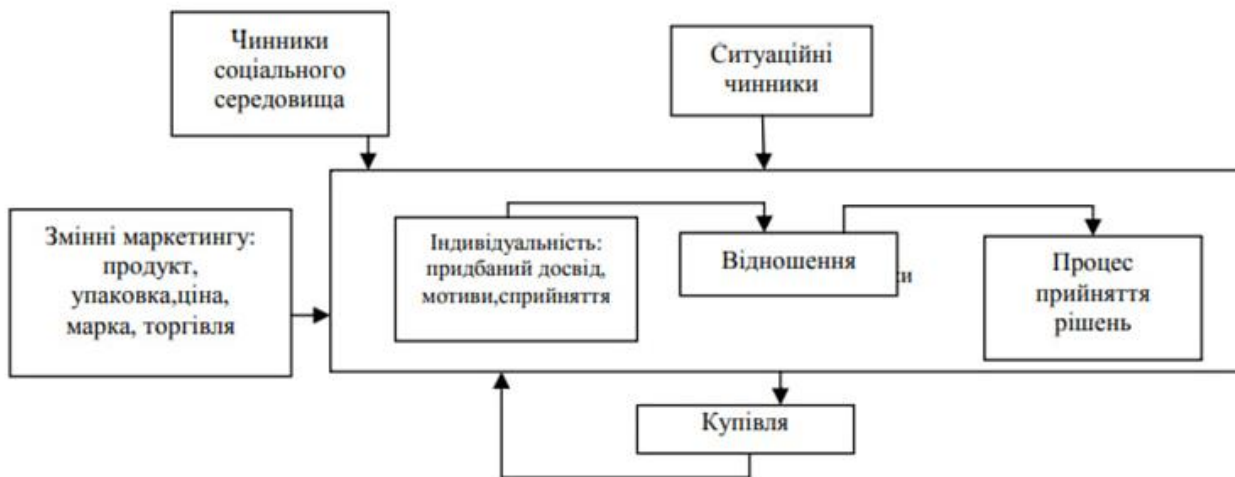 Чинники
соціального
середовища
Ситуаційні
чинники
Змінні маркетингу:
продукт,
упаковка,ціна,
марка, торгівля
Індивідуальність:
придбаний досвід,
мотиви,сприйняття
Відношення
ки
Процес
прийняття
рішень
Купівля